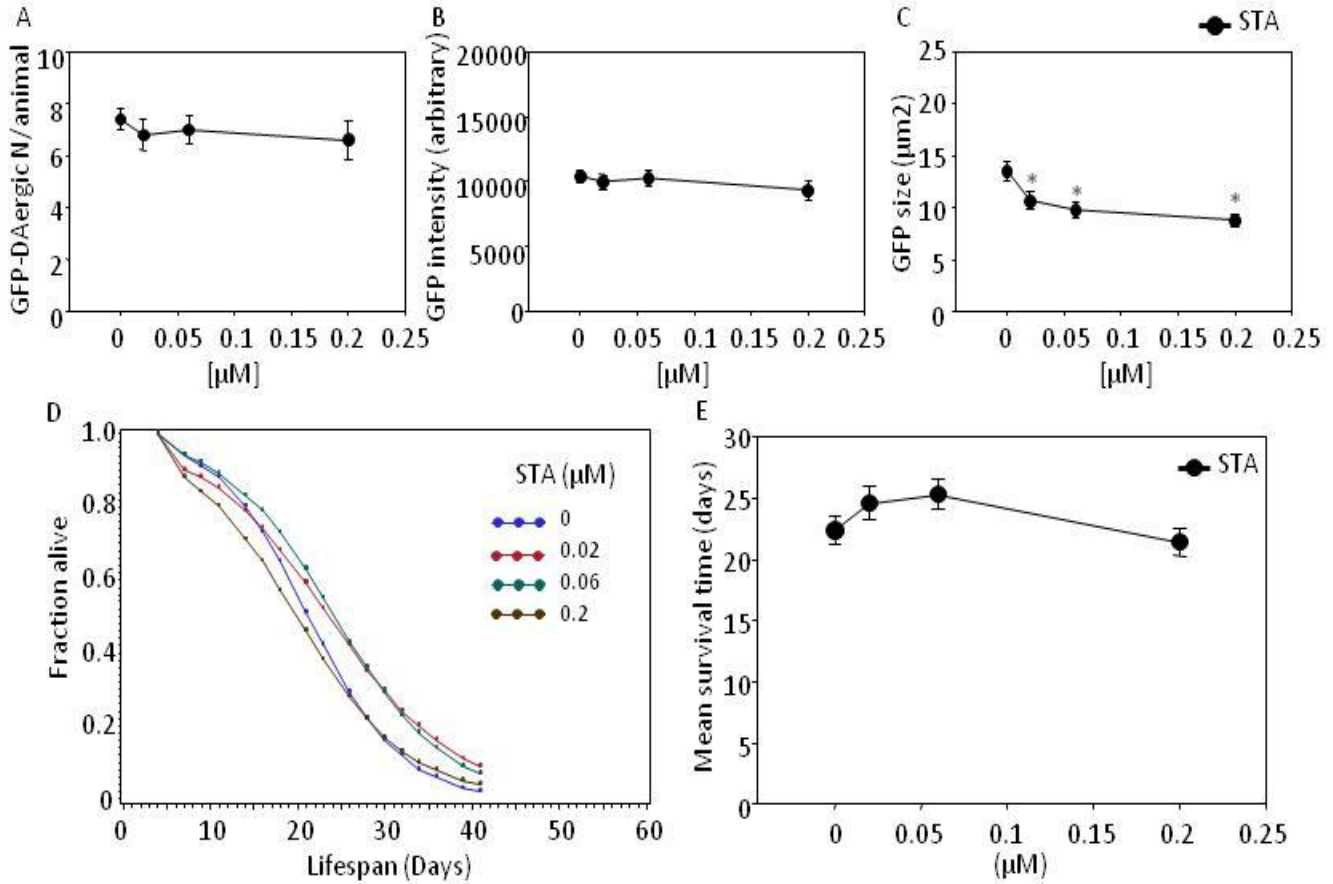 A
GFP-DAergic N / animal
10
8
6
4
2
0
0 0.05 0.1 0.15 0.2 0.25
[µM]
B
GFP intensity (arbitrary)
20000
15000
10000
5000
0
0 0.05 0.1 0.15 0.2 0.25
[µM]
C
STA
GFP size (µm2)
25
20
15
10
5
0
* * *
0 0.05 0.1 0.15 0.2 0.25
[µM]
D
Fraction alive
1.0
0.8
0.6
0.4
0.2
0
STA (µM)
0
0.02
0.06
0.2
0 10 20 30 40 50 60
Lifespan (Days)
E
STA
Mean survival time (days)
30
25
20
15
10
5
0
0 0.05 0.1 0.15 0.2 0.25
(µM)